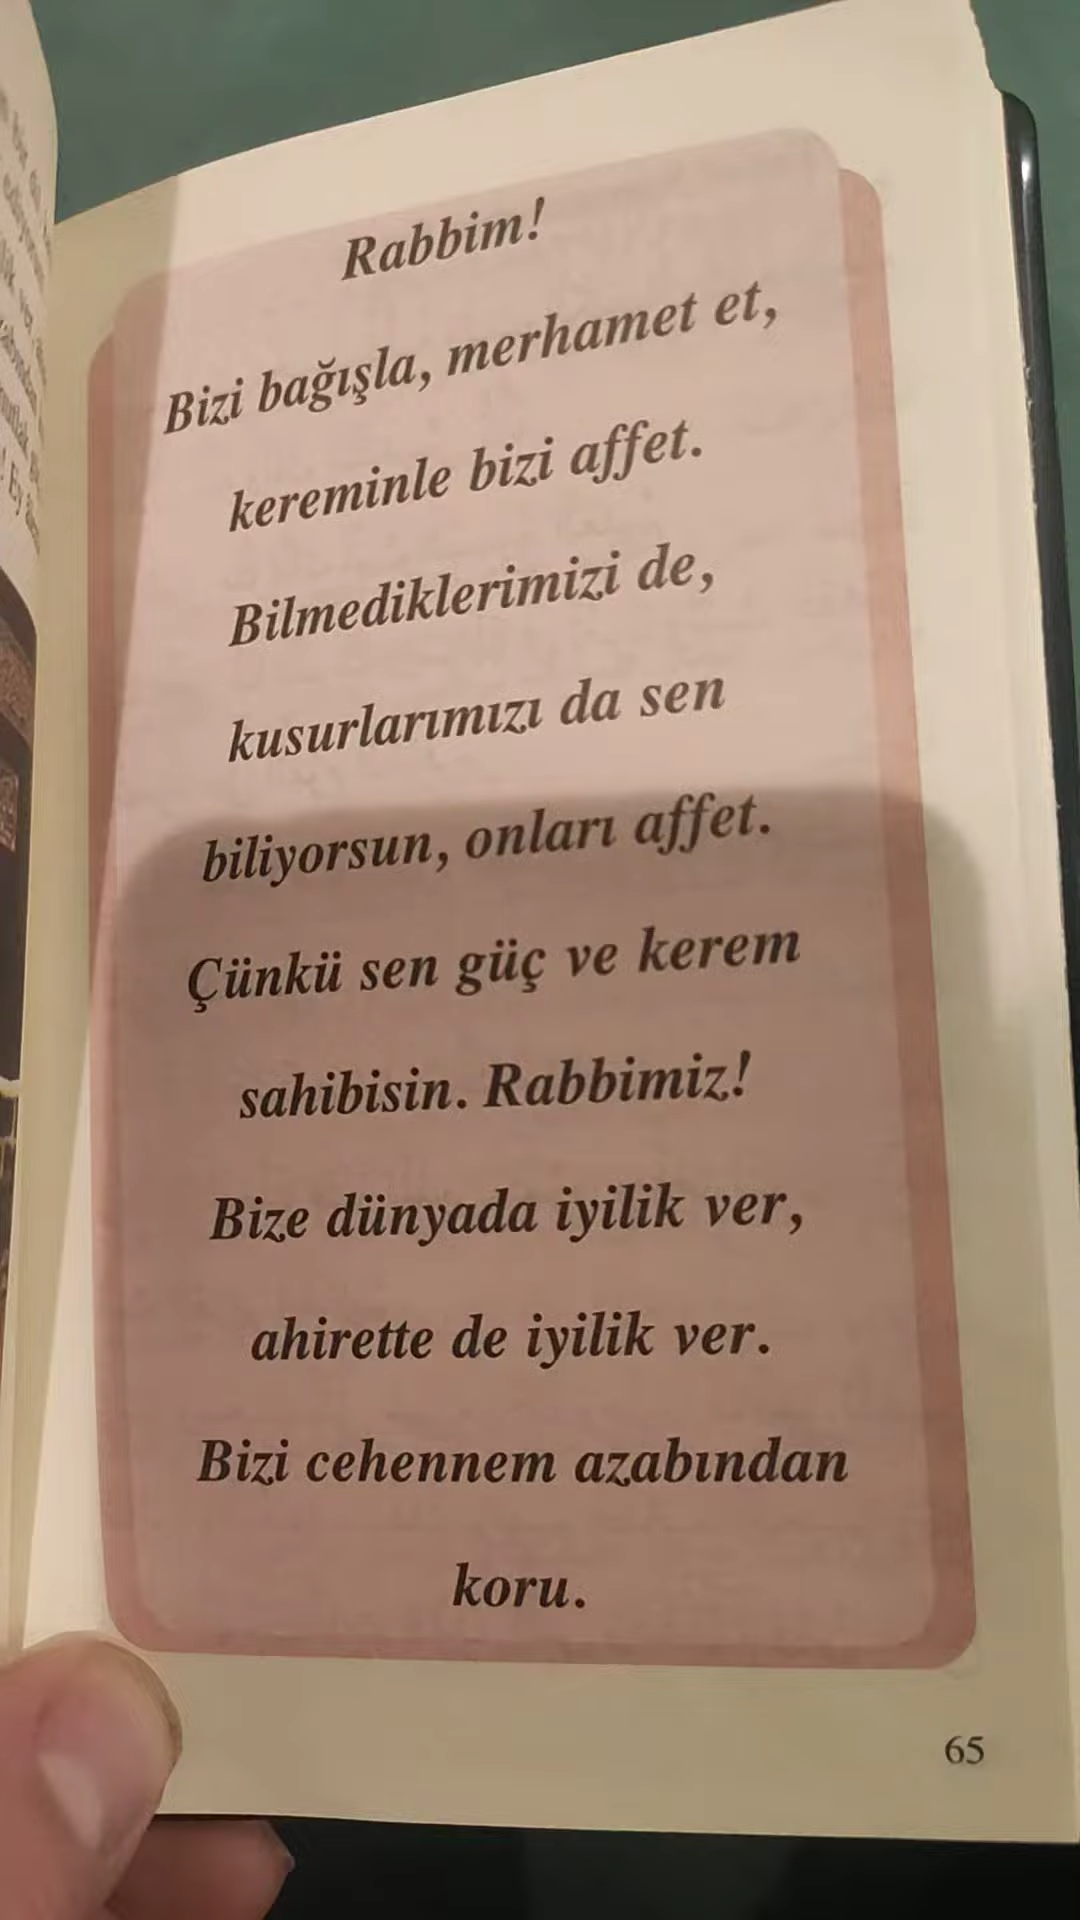 Rabbim!
Bizi bağışla, merhamet et,
kereminle bizi affet.
Bilmediklerimizi de,
kusurlarımızı da sen
biliyorsun, onları affet.
Çünkü sen güç ve kerem
sahibisin. Rabbimiz!
Bize dünyada iyilik ver,
ahirette de iyilik ver.
Bizi cehennem azabından
koru.
65